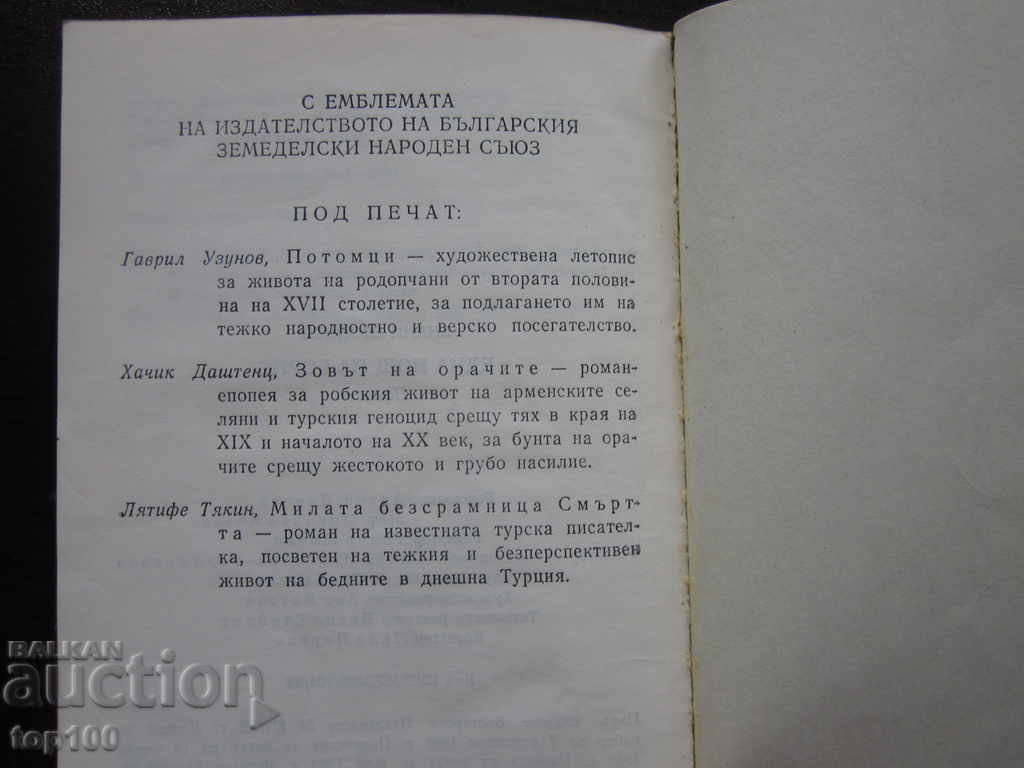 С ЕМБЛЕМАТА
НА ИЗДАТЕЛСТВОТО НА БЪЛГАРСКИЯ
ЗЕМЕДЕЛСКИ НАРОДЕН СЪЮЗ
ПОД ПЕЧАТ:
Гаврил Узунов, Потомци — художествена летопис
за живота на родопчани от втората полови-
на на XVII столетие, за подлагането им на
тежко народностно и верско посегателство.
Хачик Даштенц, Зовът на орачите — роман-
епопея за робския живот на арменските се-
ляни и турския геноцид срещу тях в края на
XIX и началото на XX век, за бунта на ора-
чите срещу жестокото и грубо насилие.
Лятифе Тякин, Милата безсрамница Смърт-
та — роман на известната турска писател-
ка, посветен на тежкия и безперспективен
живот на бедните в днешна Турция.
BALKAN
auction
top100